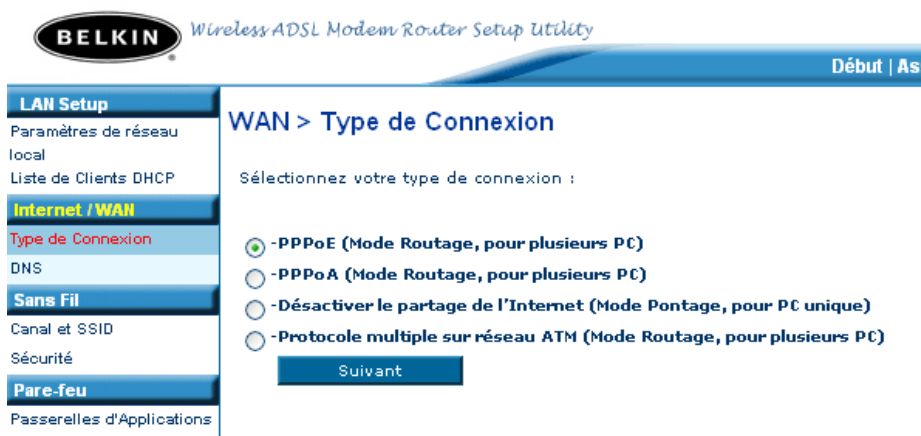 BELKIN
Wireless ADSL Modem Router Setup Utility
Début | As
LAN Setup
Paramètres de réseau
local
Liste de Clients DHCP
Internet / WAN
Type de Connexion
DNS
Sans Fil
Canal et SSID
Sécurité
Pare-feu
Passerelles d'Applications
WAN > Type de Connexion
Sélectionnez votre type de connexion :
-PPPoE (Mode Routage, pour plusieurs PC)
-PPPoA (Mode Routage, pour plusieurs PC)
-Désactiver le partage de l'Internet (Mode Pontage, pour PC unique)
-Protocole multiple sur réseau ATM (Mode Routage, pour plusieurs PC)
Suivant